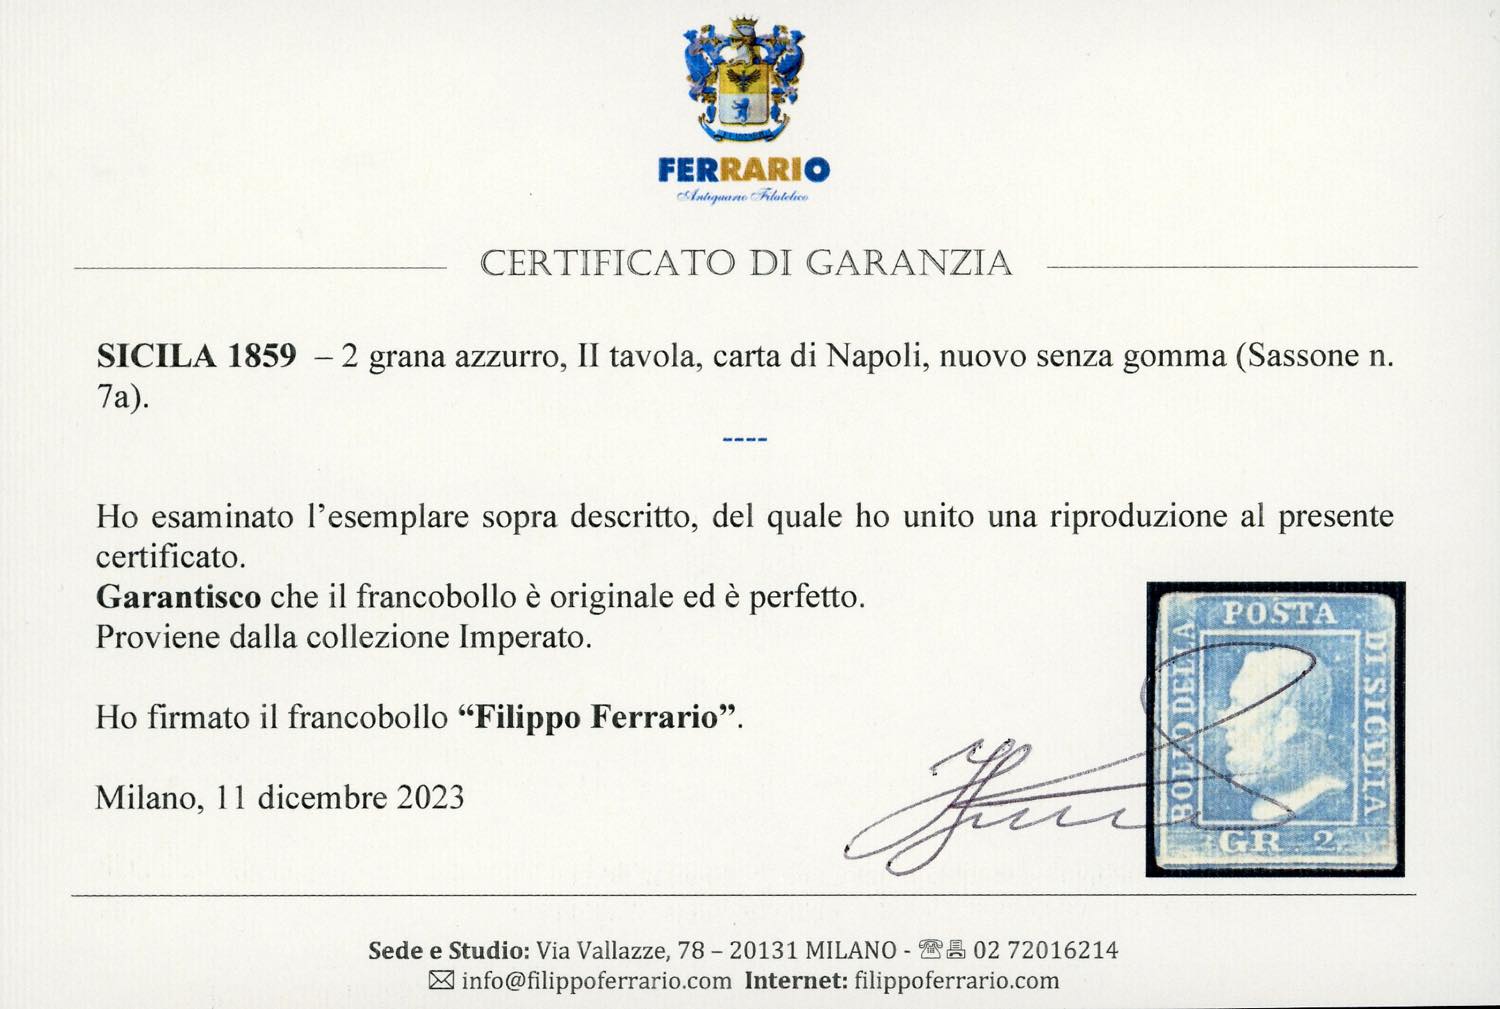 FERRARIO
Antiquario Filatelico
CERTIFICATO DI GARANZIA
SICILA 1859 – 2 grana azzurro, II tavola, carta di Napoli, nuovo senza gomma (Sassone n.
7a).
----
Ho esaminato l’esemplare sopra descritto, del quale ho unito una riproduzione al presente
certificato.
Garantisco che il francobollo è originale ed è perfetto.
Proviene dalla collezione Imperato.
Ho firmato il francobollo “Filippo Ferrario”.
Milano, 11 dicembre 2023
POSTA
BOLLO DELLA
DI SICILIA
GR. 2.
Sede e Studio: Via Vallazze, 78 – 20131 MILANO - 02 72016214
info@filippoferrario.com Internet: filippoferrario.com